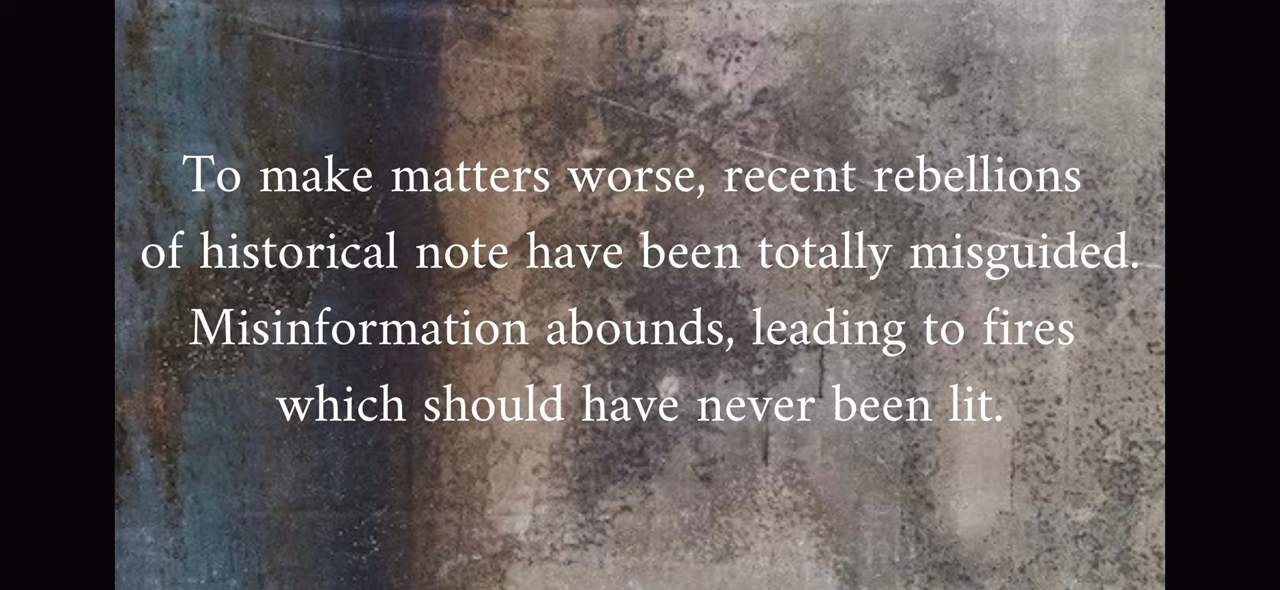 To make matters worse, recent rebellions
of historical note have been totally misguided.
Misinformation abounds, leading to fires
which should have never been lit.